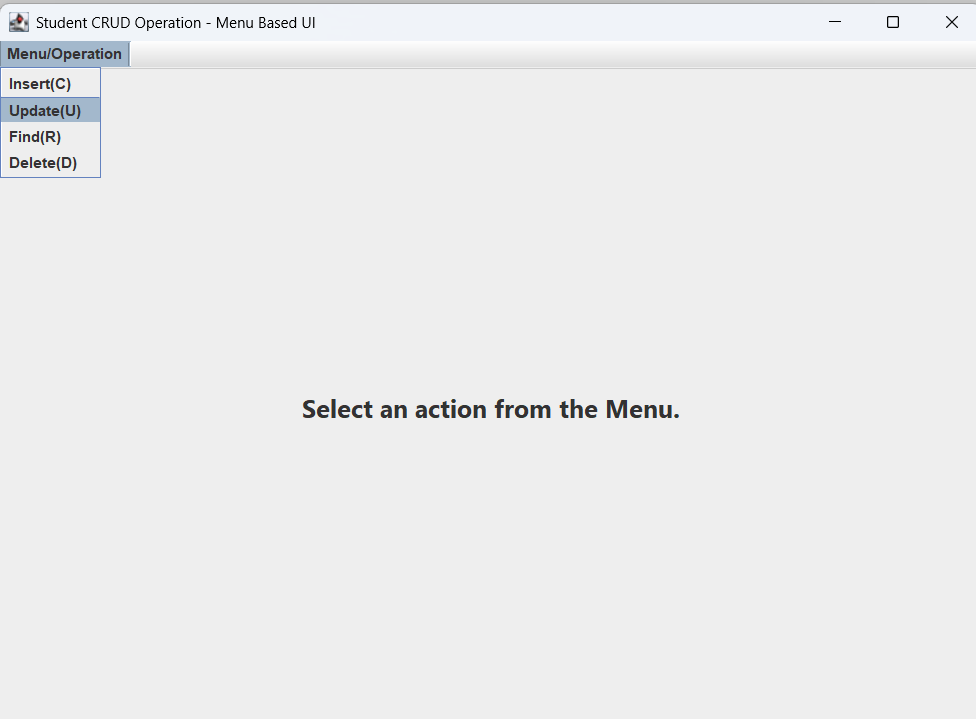 Student CRUD Operation - Menu Based UI
Menu/Operation
Insert(C)
Update(U)
Find(R)
Delete(D)
Select an action from the Menu.